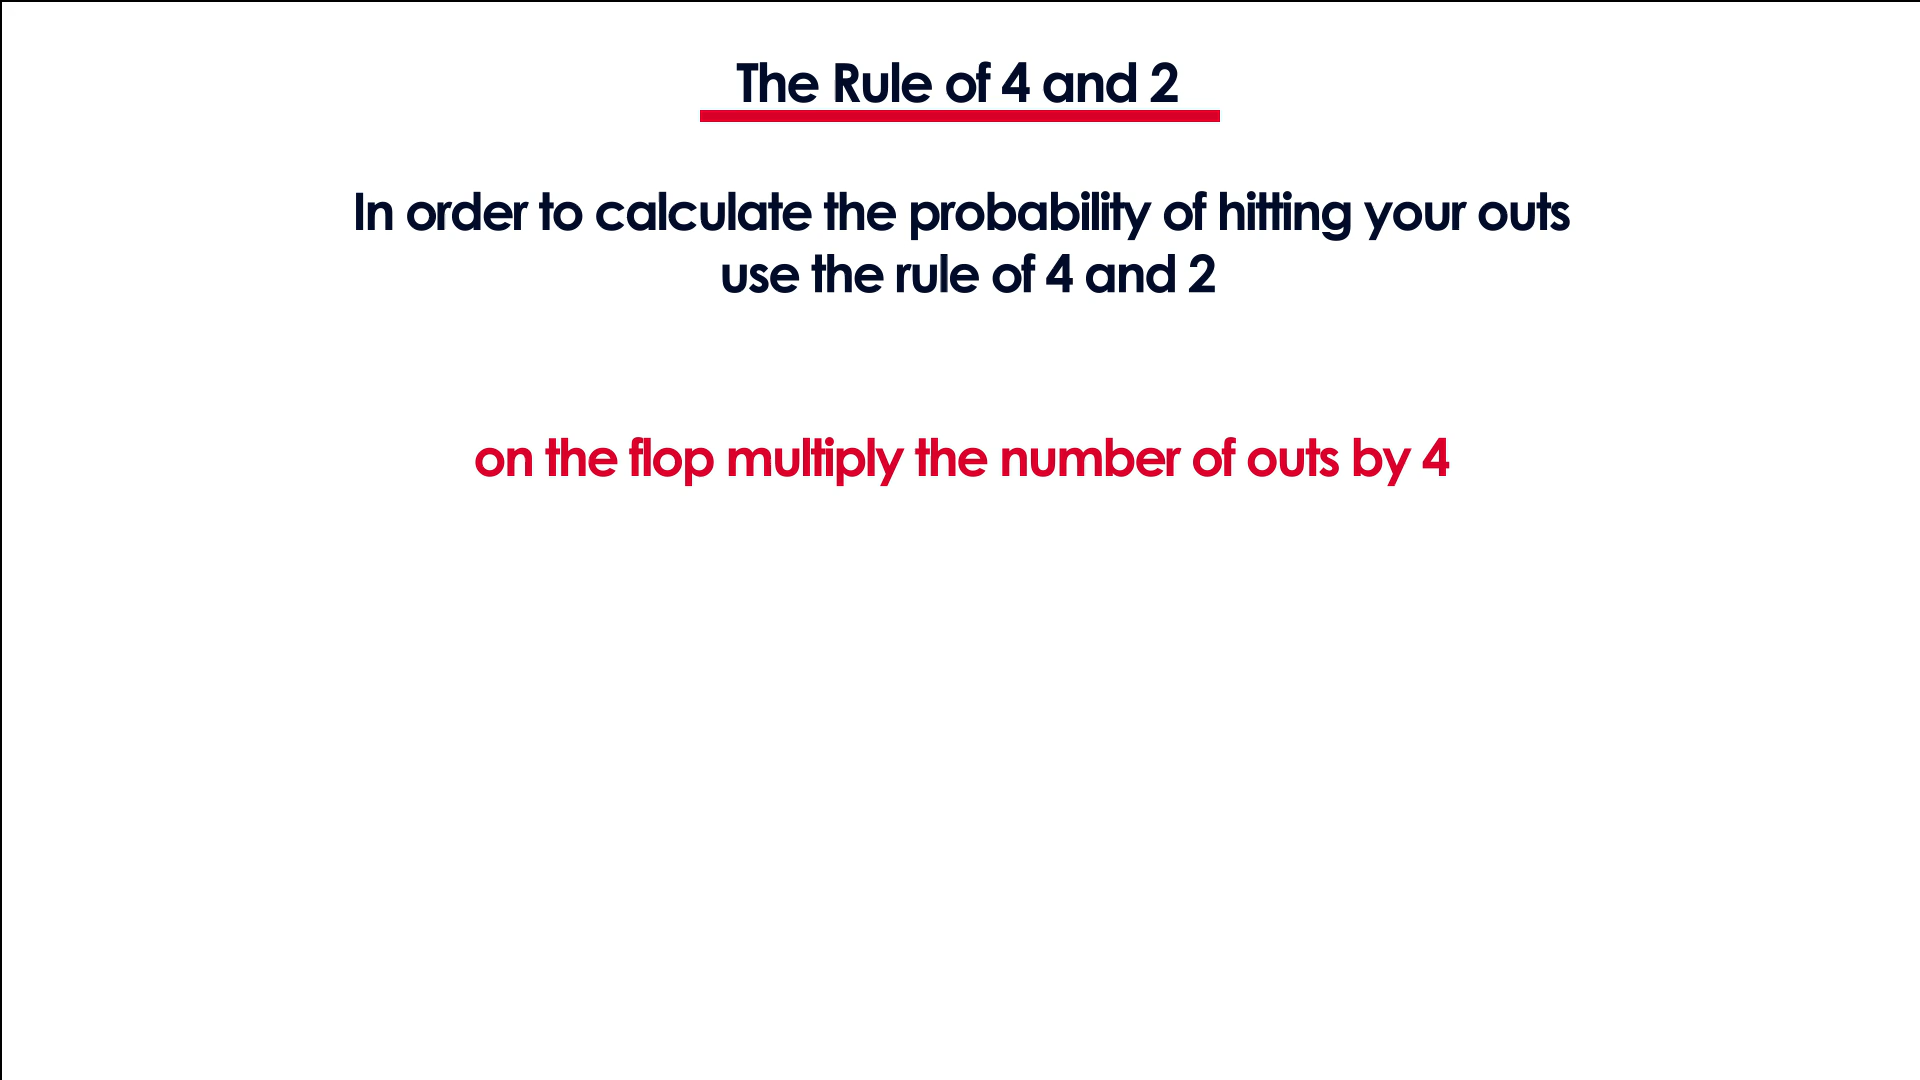 The Rule of 4 and 2
In order to calculate the probability of hitting your outs
use the rule of 4 and 2
on the flop multiply the number of outs by 4